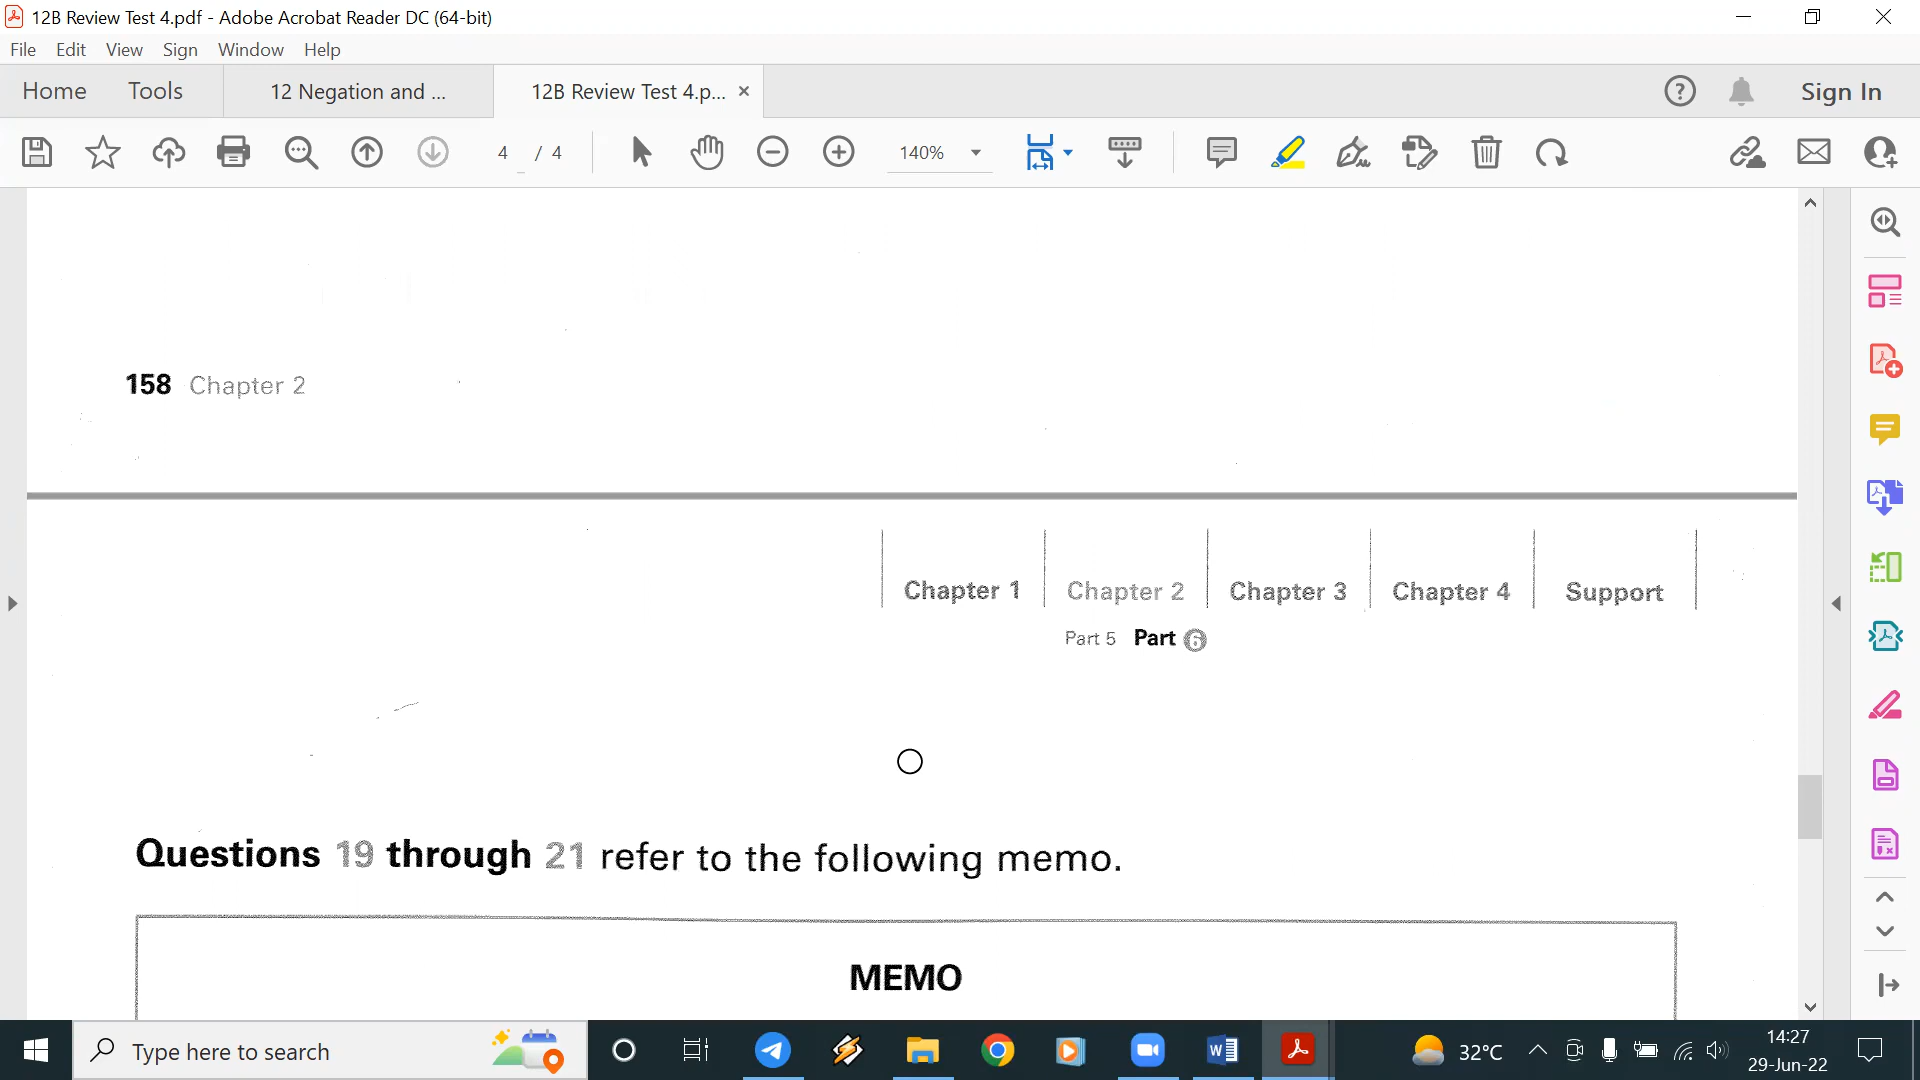 12B Review Test 4.pdf - Adobe Acrobat Reader DC (64-bit)
File Edit View Sign Window Help
Home Tools 12 Negation and ... 12B Review Test 4.p... × Sign In
4 / 4 140%
158 Chapter 2
Chapter 1 Chapter 2 Chapter 3 Chapter 4 Support
Part 5 Part 6
Questions 19 through 21 refer to the following memo.
MEMO
Type here to search 32°C 14:27
29-Jun-22